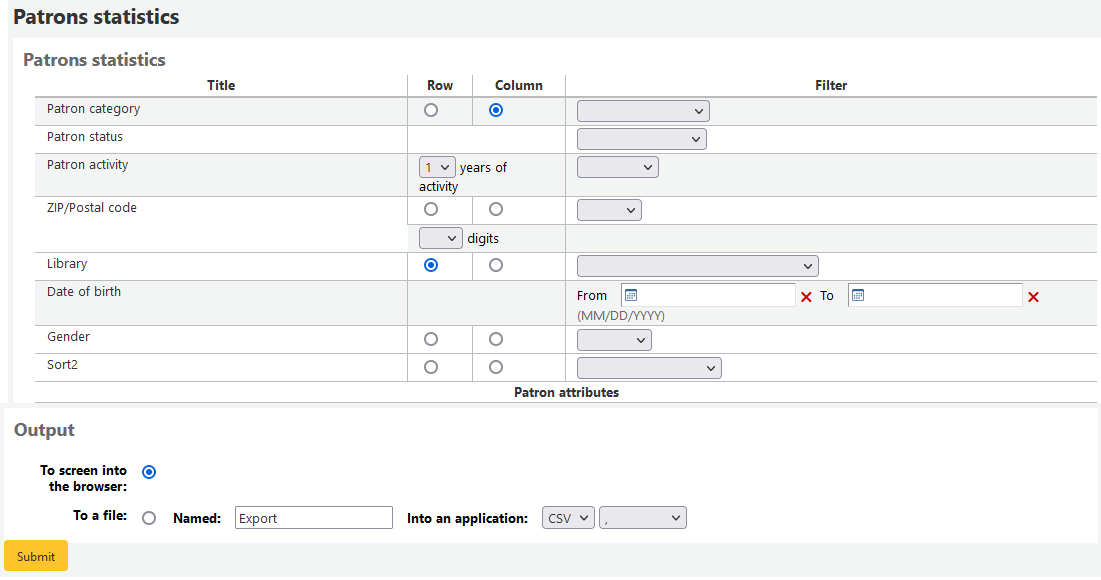 Patrons statistics
Patrons statistics
Title Row Column Filter
Patron category
Patron status
Patron activity 1 years of
activity
ZIP/Postal code
digits
Library
Date of birth From To
(MM/DD/YYYY)
Gender
Sort2
Patron attributes
Output
To screen into
the browser:
To a file: Named: Export Into an application: CSV ,
Submit